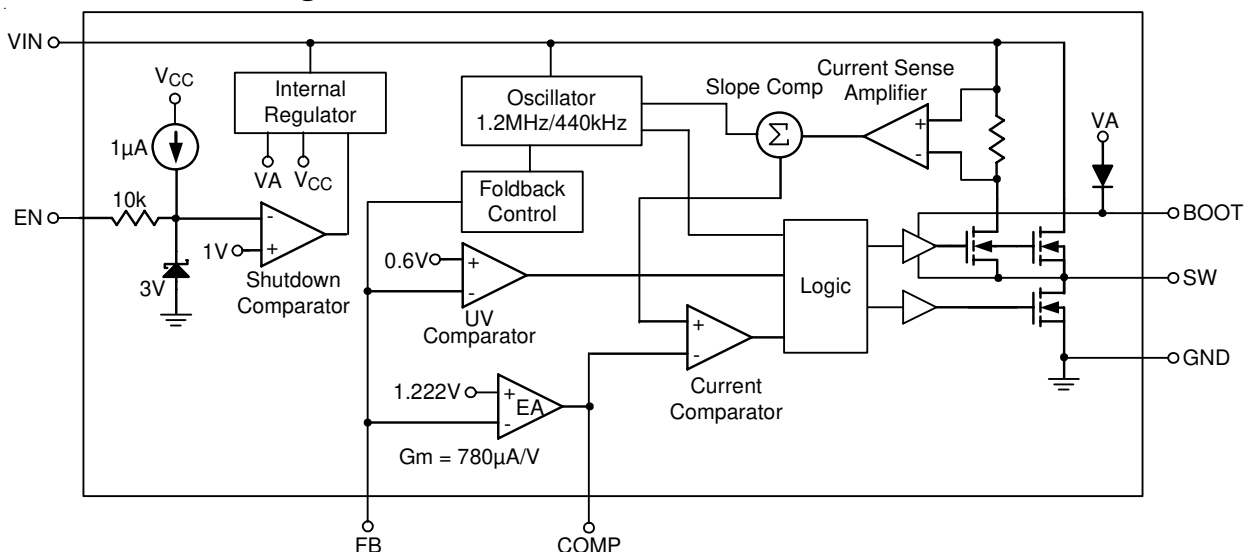 VIN
VCC
1µA
10k
EN
3V
Internal
Regulator
VA
VCC
1V
-
+
Shutdown
Comparator
Oscillator
1.2MHz/440kHz
Foldback
Control
0.6V
+
-
UV
Comparator
1.222V
+
-
EA
Gm = 780µA/V
Slope Comp
Σ
Current Sense
Amplifier
+
-
+
-
Current
Comparator
Logic
VA
BOOT
SW
GND
FB
COMP